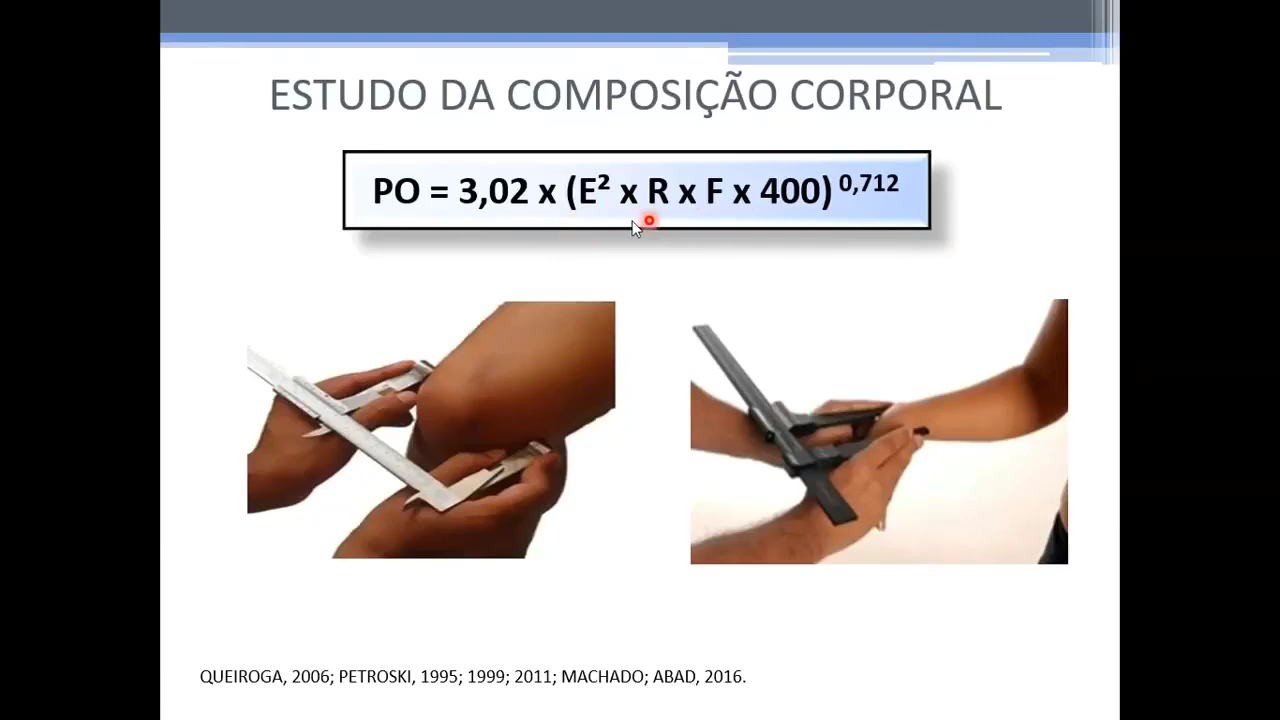 ESTUDO DA COMPOSIÇÃO CORPORAL
PO = 3,02 x (E² x R x F x 400) 0,712
QUEIROGA, 2006; PETROSKI, 1995; 1999; 2011; MACHADO; ABAD, 2016.